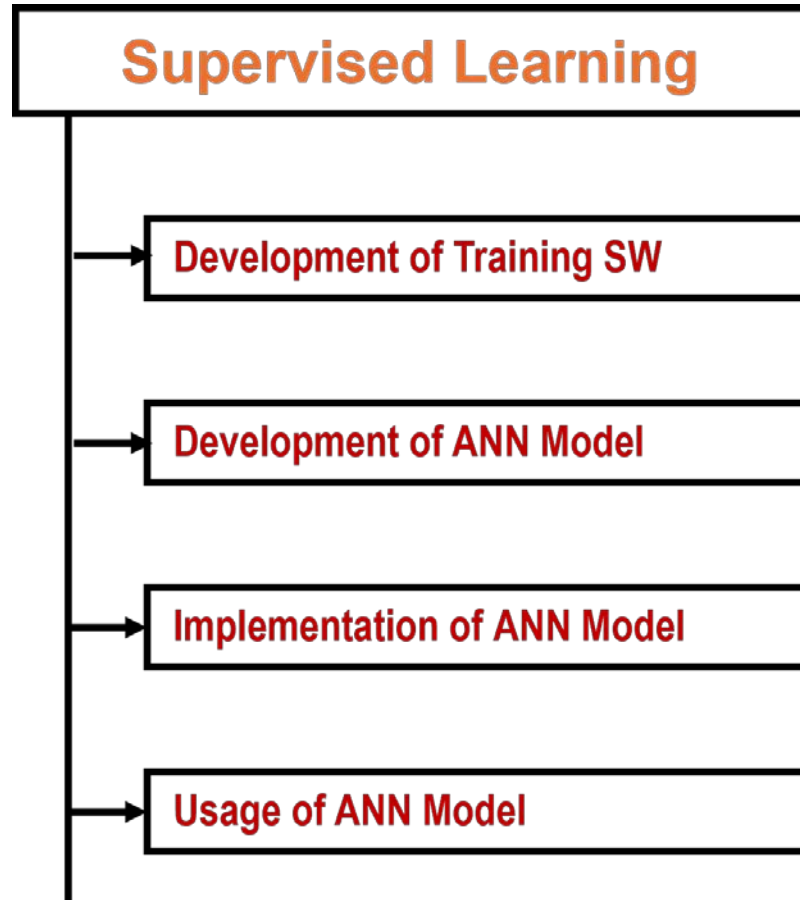 Supervised Learning
Development of Training SW
Development of ANN Model
Implementation of ANN Model
Usage of ANN Model